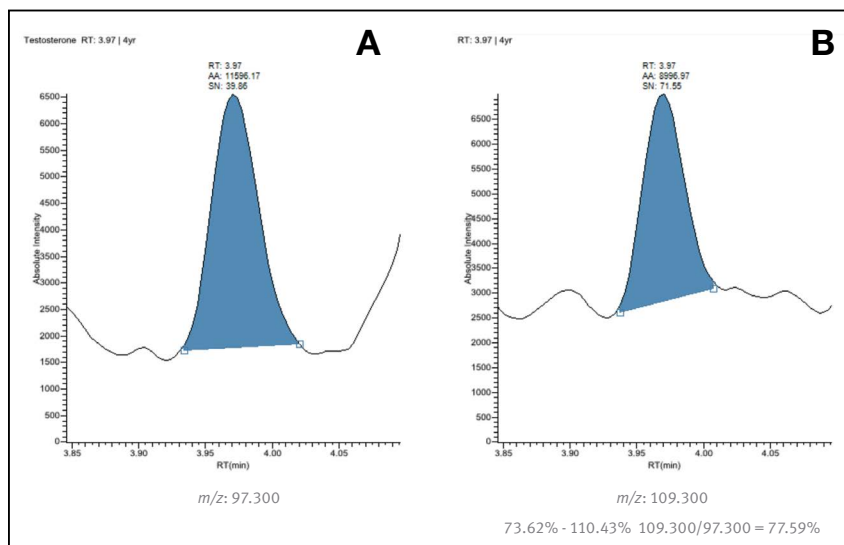 A
Testosterone RT: 3.97 | 4yr
RT: 3.97
AA: 11596.17
SN: 39.86
6500
6000
5500
5000
4500
4000
3500
3000
2500
2000
1500
1000
500
0
Absolute Intensity
3.85 3.90 3.95 4.00 4.05
RT(min)
m/z: 97.300
B
RT: 3.97 | 4yr
RT: 3.97
AA: 8996.97
SN: 71.55
7000
6500
6000
5500
5000
4500
4000
3500
3000
2500
2000
1500
1000
500
0
Absolute Intensity
3.85 3.90 3.95 4.00 4.05
RT(min)
m/z: 109.300
73.62% - 110.43% 109.300/97.300 = 77.59%